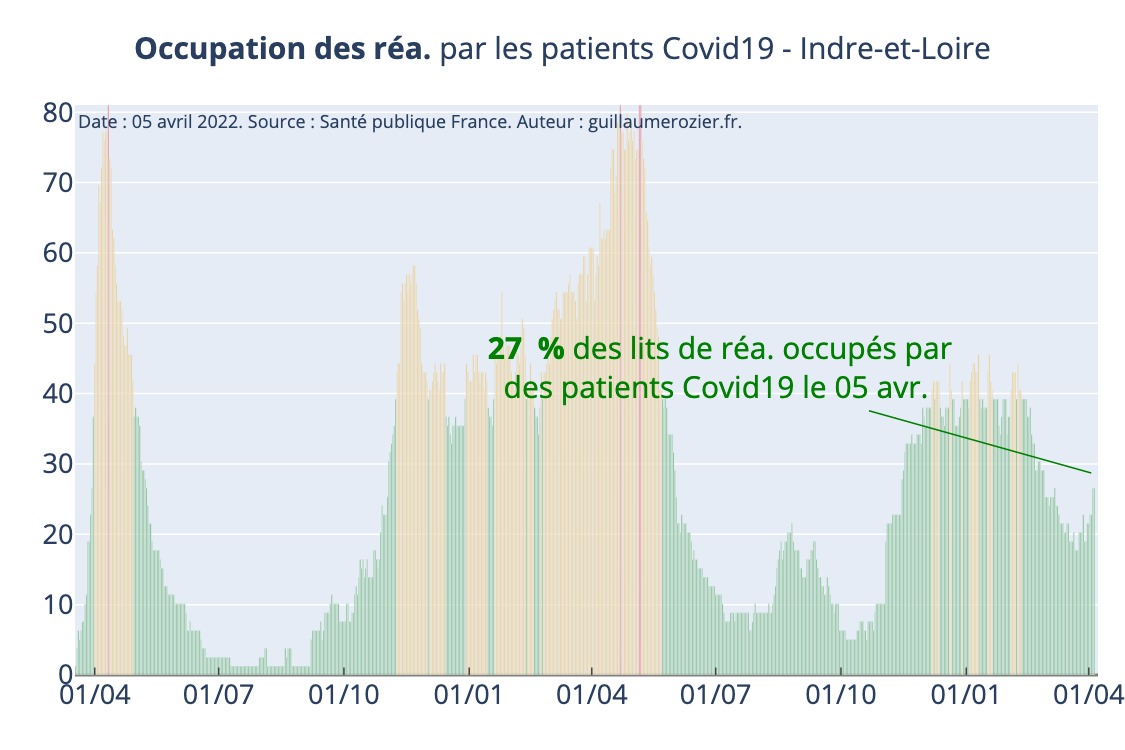 Occupation des réa. par les patients Covid19 - Indre-et-Loire
80
Date : 05 avril 2022. Source : Santé publique France. Auteur : guillaumerozier.fr.
70
60
50
27 % des lits de réa. occupés par
des patients Covid19 le 05 avr.
40
30
20
10
0
01/04 01/07 01/10 01/01 01/04 01/07 01/10 01/01 01/04